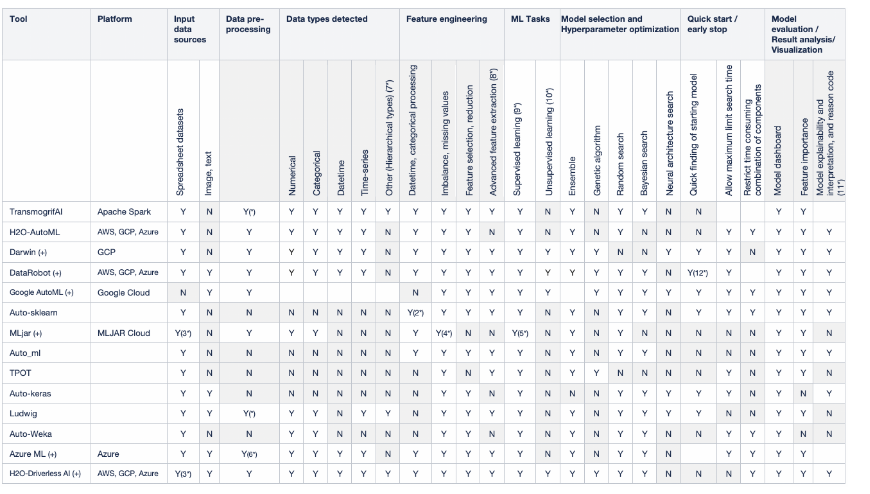 Tool Platform Input data sources Data pre-processing Data types detected Feature engineering ML Tasks Model selection and Hyperparameter optimization Quick start / early stop Model evaluation / Result analysis/ Visualization
Spreadsheet datasets
Image, text
Numerical
Categorical
Datetime
Time-series
Other (Hierarchical types) (7*)
Datetime, categorical processing
Imbalance, missing values
Feature selection, reduction
Advanced feature extraction (8*)
Supervised learning (9*)
Unsupervised learning (10*)
Ensemble
Genetic algorithm
Random search
Bayesian search
Neural architecture search
Quick finding of starting model
Allow maximum limit search time
Restrict time consuming
combination of components
Model dashboard
Feature importance
Model explainability and
interpretation, and reason code
(11*)
TransmogrifAI Apache Spark Y N Y(*) Y Y Y Y Y Y Y Y Y Y N Y N Y Y N N Y Y
H2O-AutoML AWS, GCP, Azure Y N Y Y Y Y Y N Y Y Y N Y Y Y N Y N N N Y Y Y Y Y
Darwin (+) GCP Y N Y Y Y Y Y N Y Y Y Y Y Y Y Y N N Y Y Y N Y Y Y
DataRobot (+) AWS, GCP, Azure Y Y Y Y Y Y Y N Y Y Y Y Y Y Y Y Y Y N Y(12*) Y Y Y Y Y
Google AutoML (+) Google Cloud N Y Y N Y Y Y Y Y Y Y Y Y Y Y Y Y Y Y
Auto-sklearn Y N N N N N N N Y(2*) Y Y Y Y N Y N Y Y N Y Y Y Y Y N
MLjar (+) MLJAR Cloud Y(3*) N Y Y Y N N N Y Y(4*) N N Y(5*) N Y N Y N N N N N Y Y N
Auto_ml Y N N N N N N N Y Y Y Y Y N Y N Y Y Y N Y Y Y Y Y
TPOT Y N N N N N N N Y Y N Y Y N Y Y N N N N Y Y Y Y N
Auto-keras Y Y N N N N N N N Y Y N Y N N N Y Y Y Y Y N Y N Y
Ludwig Y Y Y(*) Y Y N Y Y N Y Y Y Y N Y N Y Y Y Y N N Y Y N
Auto-Weka Y N N Y Y N N N N Y Y N Y N Y N Y Y N Y Y Y Y N N
Azure ML (+) Azure Y Y Y(6*) Y Y Y Y N Y Y Y Y Y N Y N Y Y N Y Y Y Y
H2O-Driverless AI (+) AWS, GCP, Azure Y(3*) Y Y Y Y Y Y Y Y Y Y Y Y Y Y Y Y Y N N N Y Y Y Y